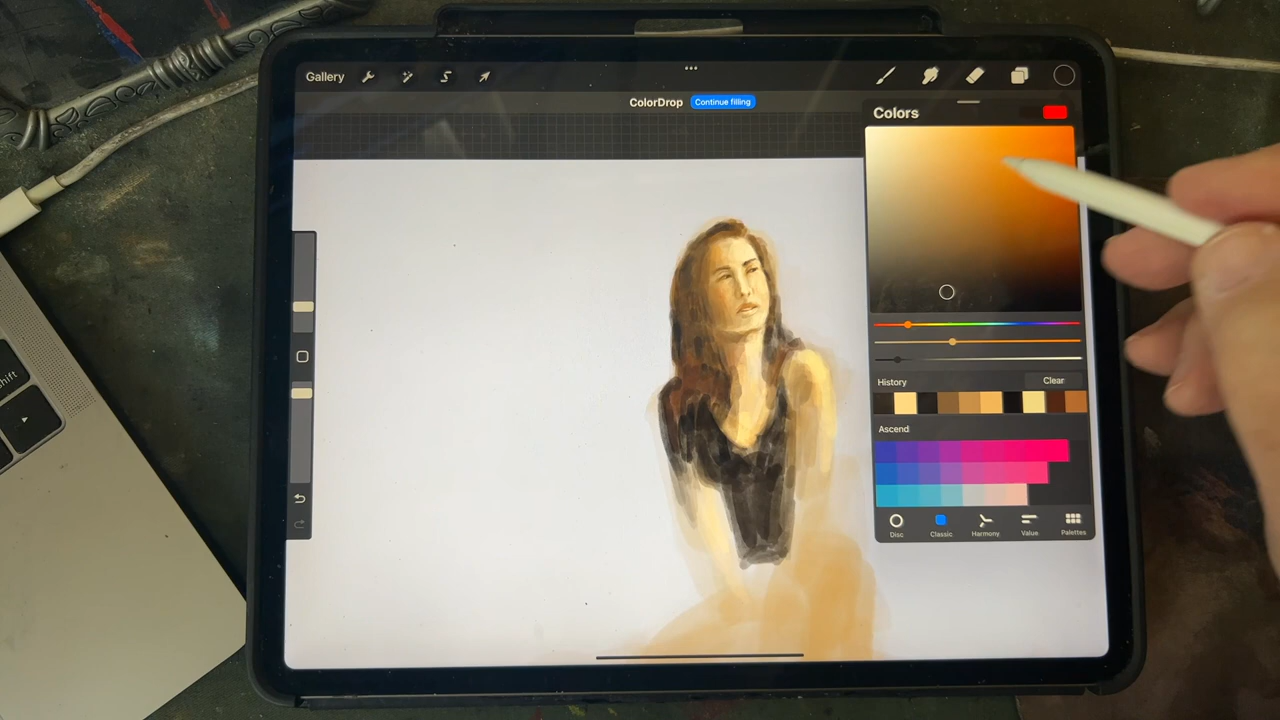 Gallery
ColorDrop Continue filling
Colors
History Clear
Ascend
Disc Classic Harmony Value Palettes
shift